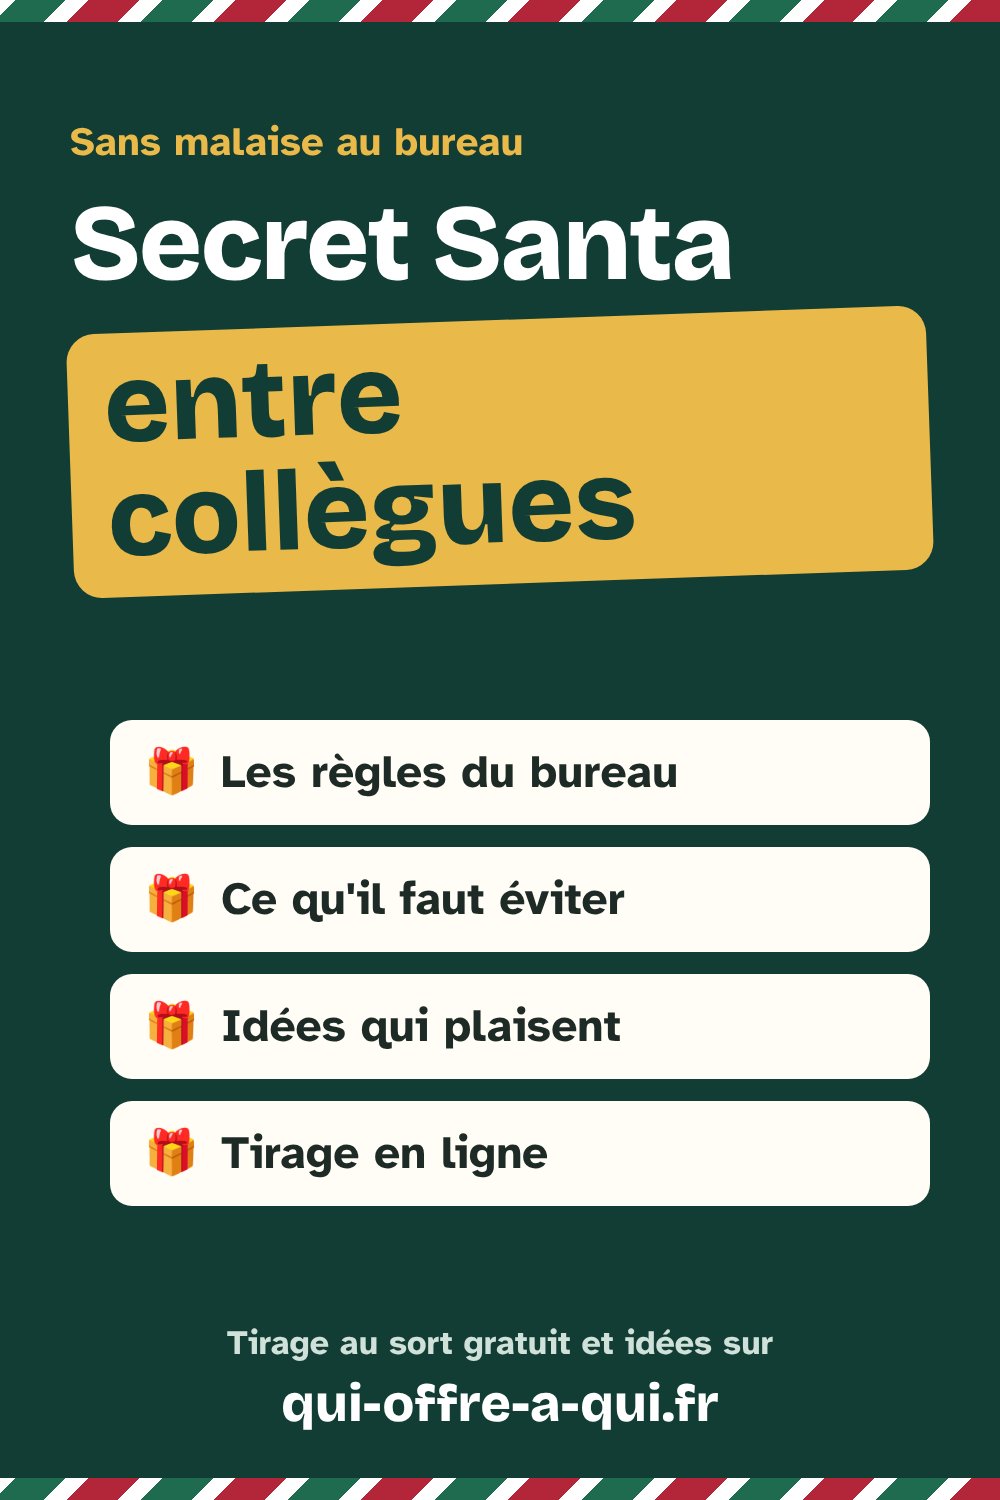 Sans malaise au bureau
Secret Santa
entre
collègues
Les règles du bureau
Ce qu'il faut éviter
Idées qui plaisent
Tirage en ligne
Tirage au sort gratuit et idées sur
qui-offre-a-qui.fr